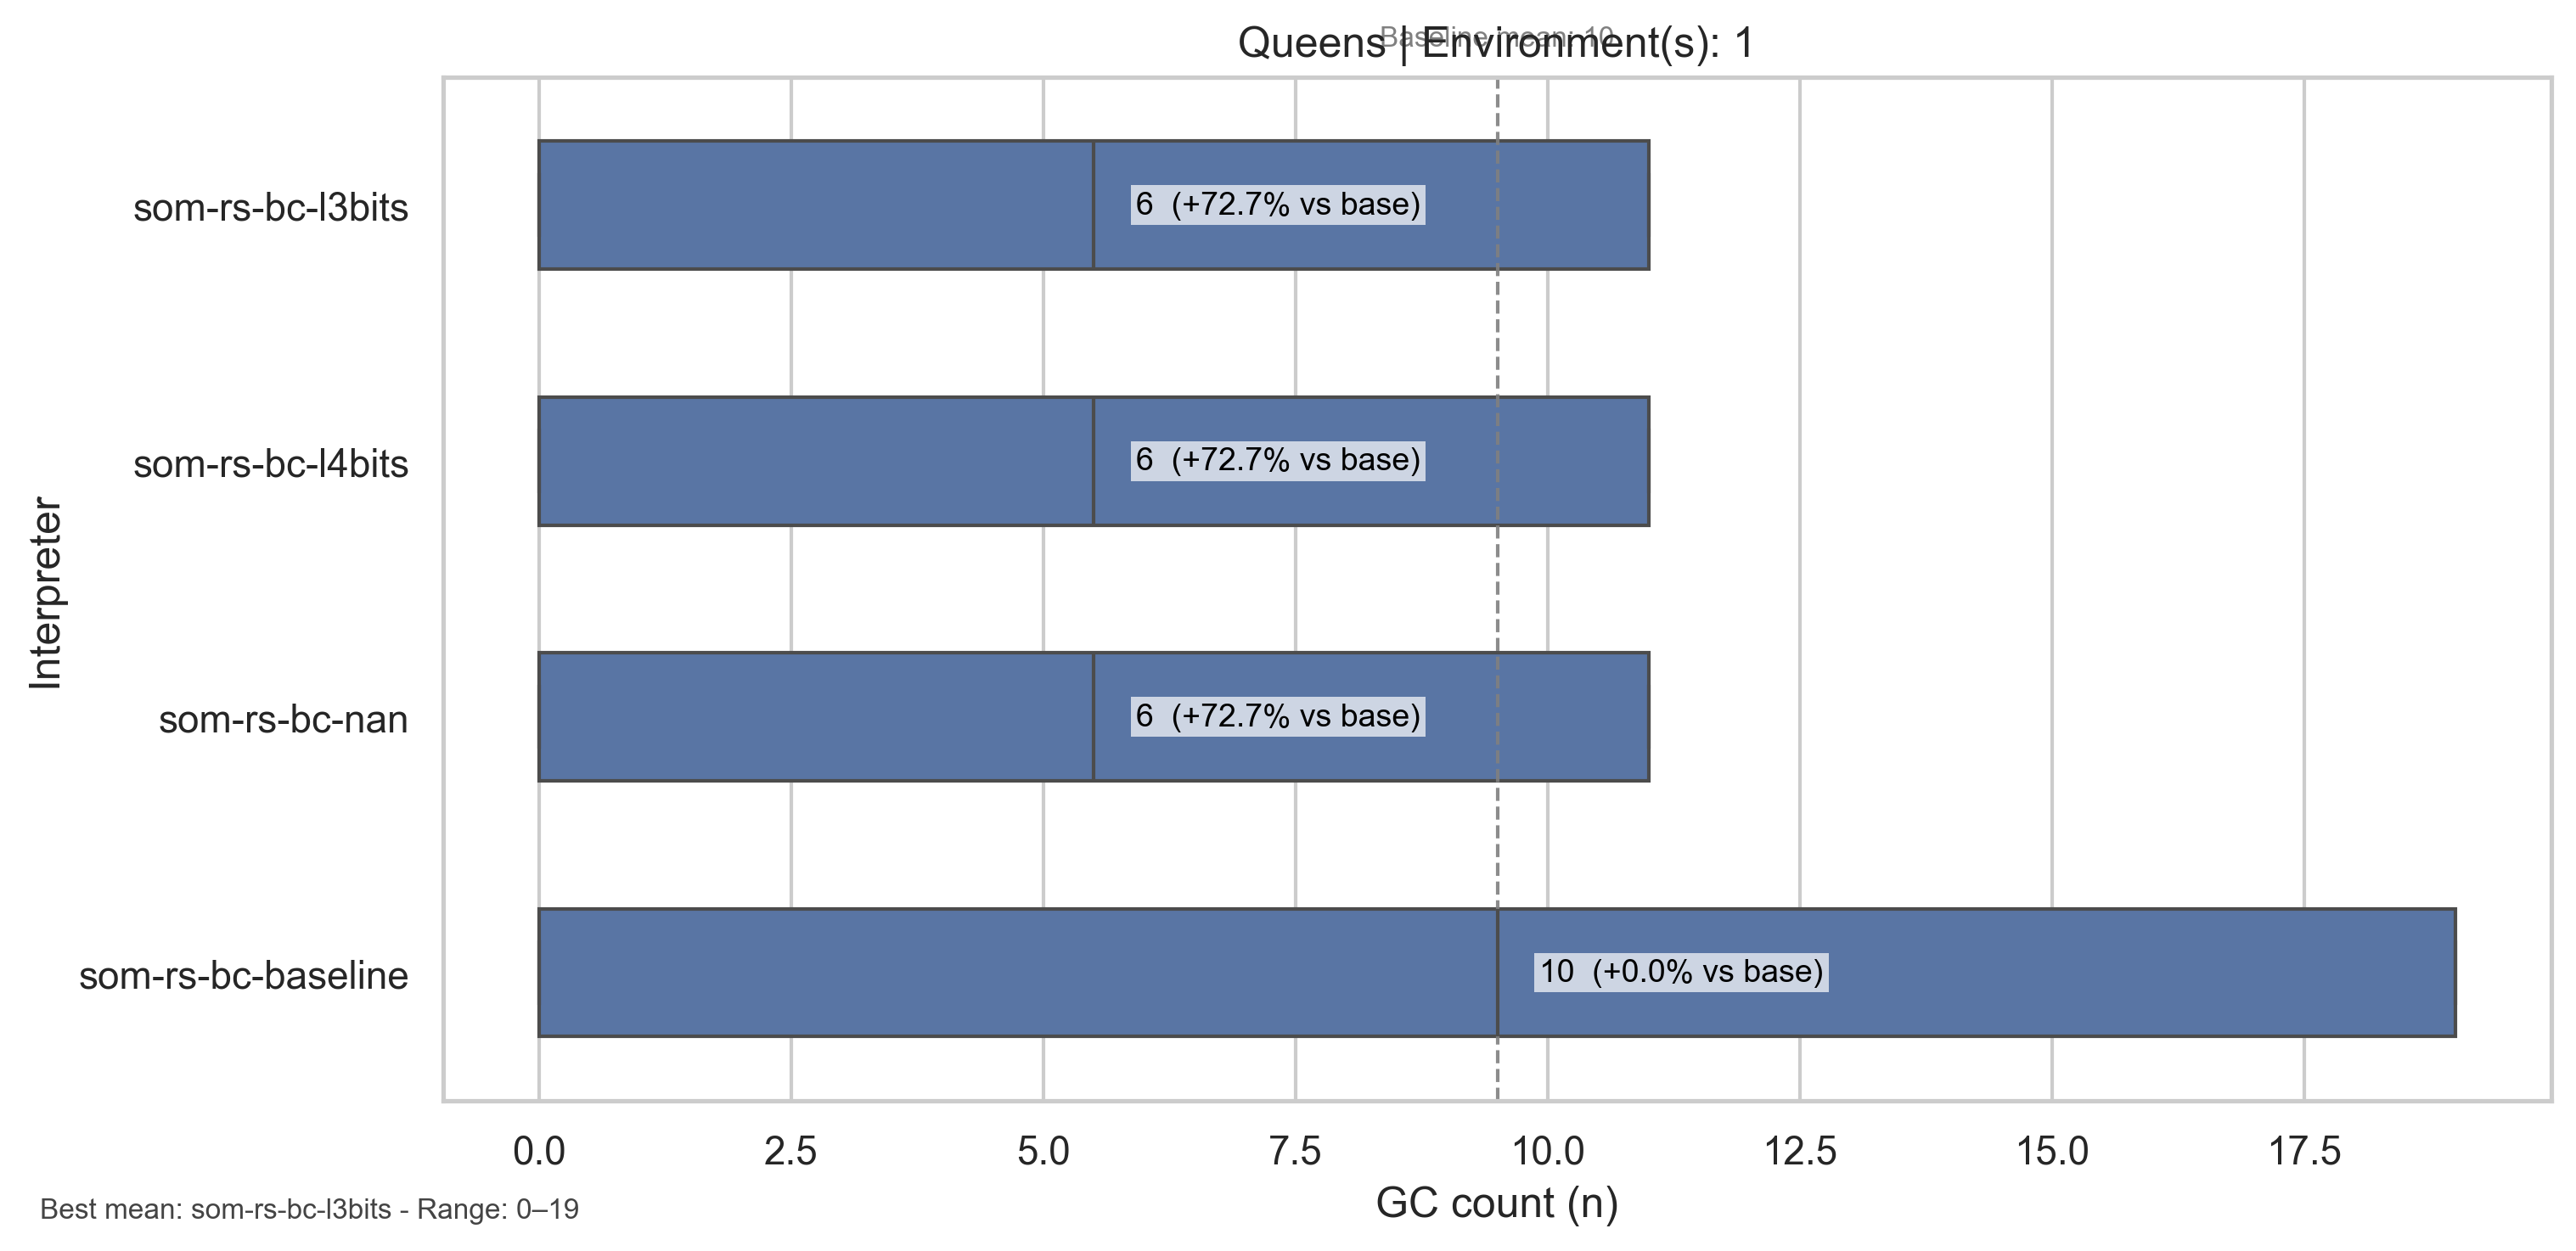 Baseline mean: 10
Queens | Environment(s): 1
som-rs-bc-l3bits
6 (+72.7% vs base)
som-rs-bc-l4bits
6 (+72.7% vs base)
Interpreter
som-rs-bc-nan
6 (+72.7% vs base)
som-rs-bc-baseline
10 (+0.0% vs base)
0.0 2.5 5.0 7.5 10.0 12.5 15.0 17.5
GC count (n)
Best mean: som-rs-bc-l3bits - Range: 0–19